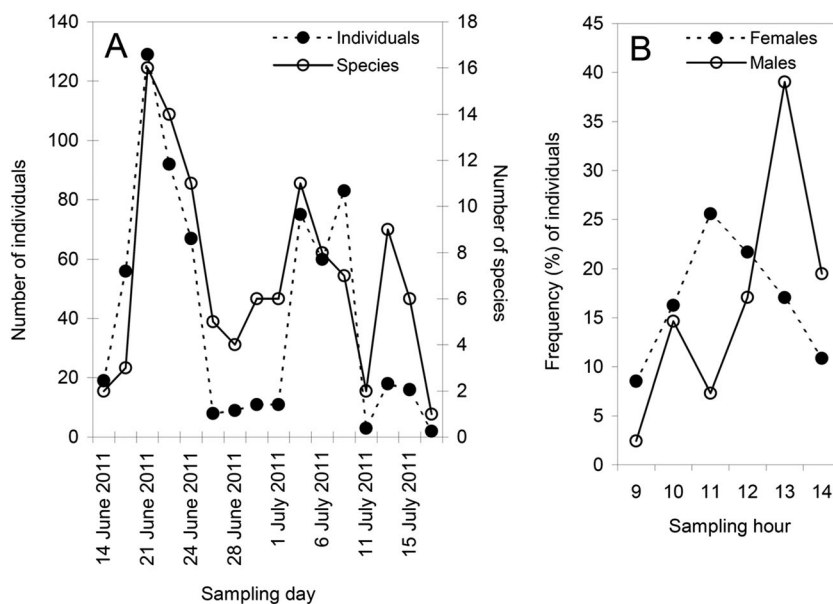 A
Individuals
Species
Number of individuals
140
120
100
80
60
40
20
0
18
16
14
12
10
8
6
4
2
0
Number of species
14 June 2011
21 June 2011
24 June 2011
28 June 2011
1 July 2011
6 July 2011
11 July 2011
15 July 2011
Sampling day
B
Females
Males
Frequency (%) of individuals
45
40
35
30
25
20
15
10
5
0
9 10 11 12 13 14
Sampling hour